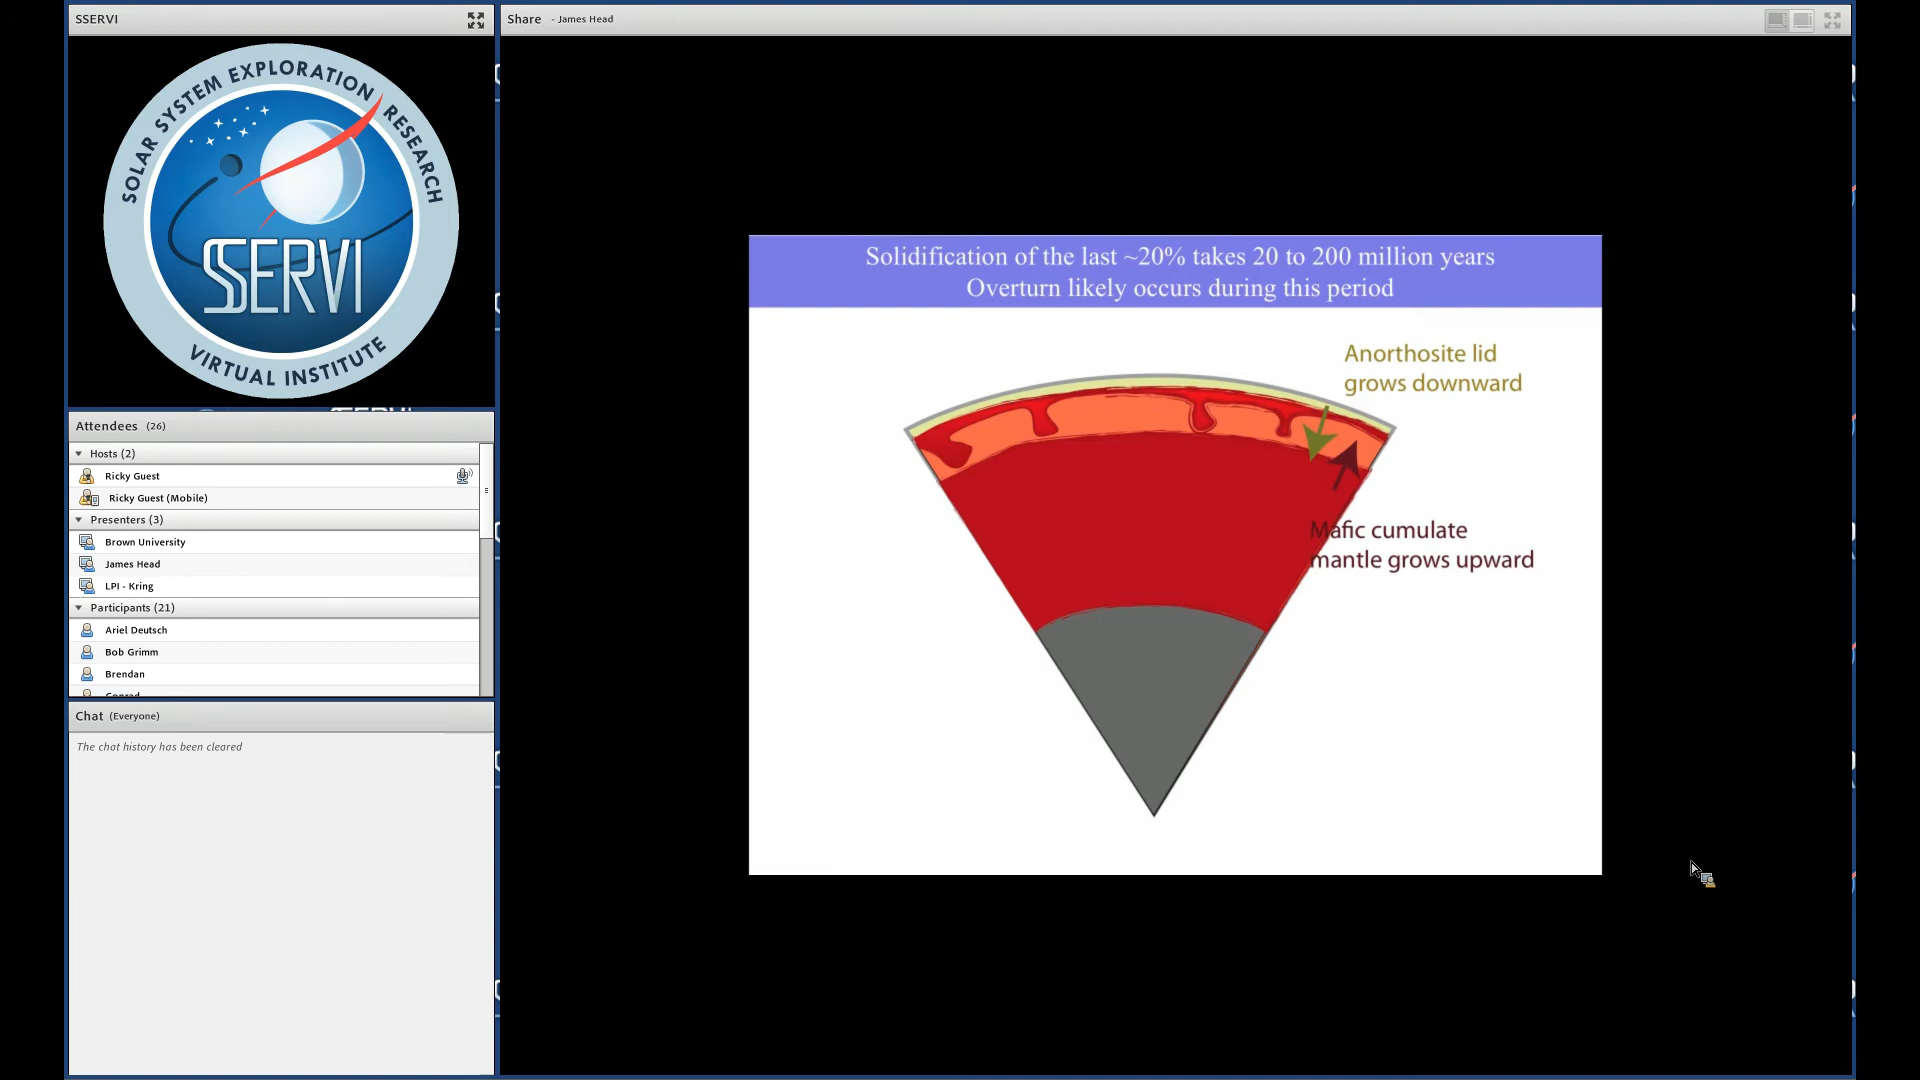 SSERVI
SOLAR SYSTEM EXPLORATION RESEARCH
SSERVI
VIRTUAL INSTITUTE
Attendees (26)
Hosts (2)
Ricky Guest
Ricky Guest (Mobile)
Presenters (3)
Brown University
James Head
LPI - Kring
Participants (21)
Ariel Deutsch
Bob Grimm
Brendan
Conrad
Chat (Everyone)
The chat history has been cleared
Share - James Head
Solidification of the last ~20% takes 20 to 200 million years
Overturn likely occurs during this period
Anorthosite lid
grows downward
Mafic cumulate
mantle grows upward